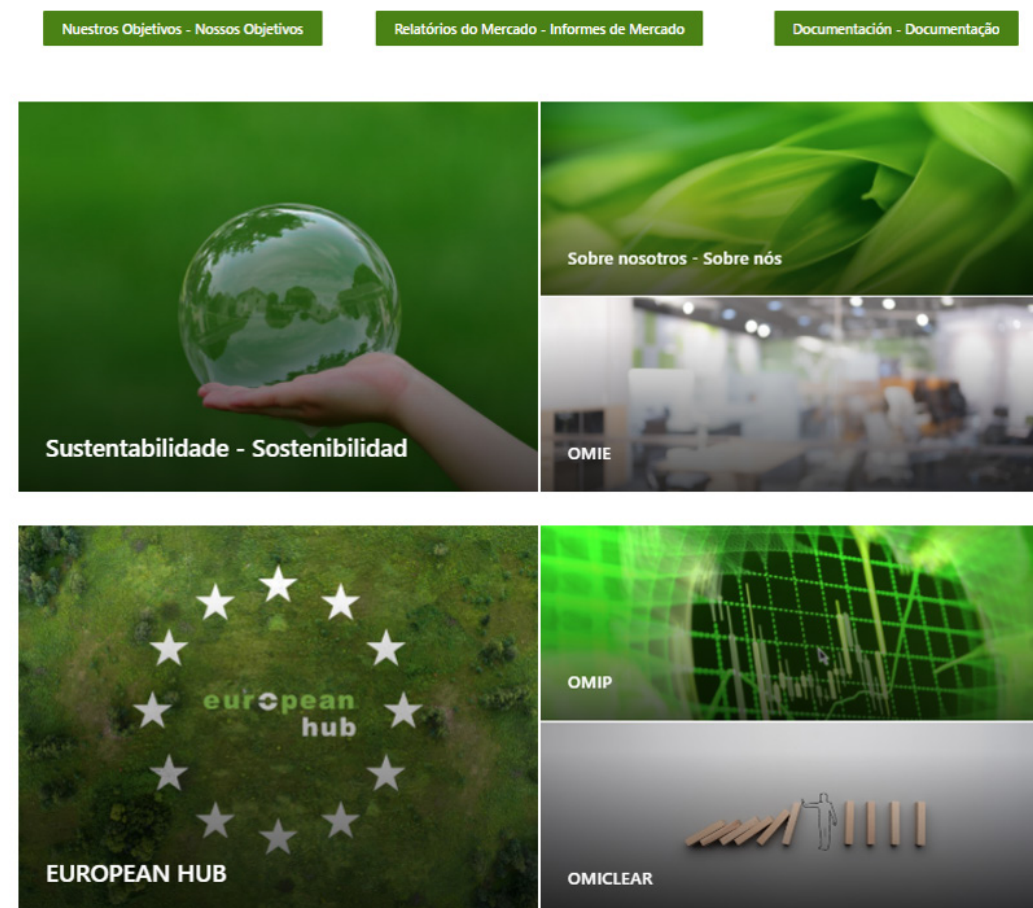 Nuestros Objetivos - Nossos Objetivos
Relatórios do Mercado - Informes de Mercado
Documentación - Documentação
Sustentabilidade - Sostenibilidad
Sobre nosotros - Sobre nós
OMIE
european
hub
EUROPEAN HUB
OMIP
OMICLEAR